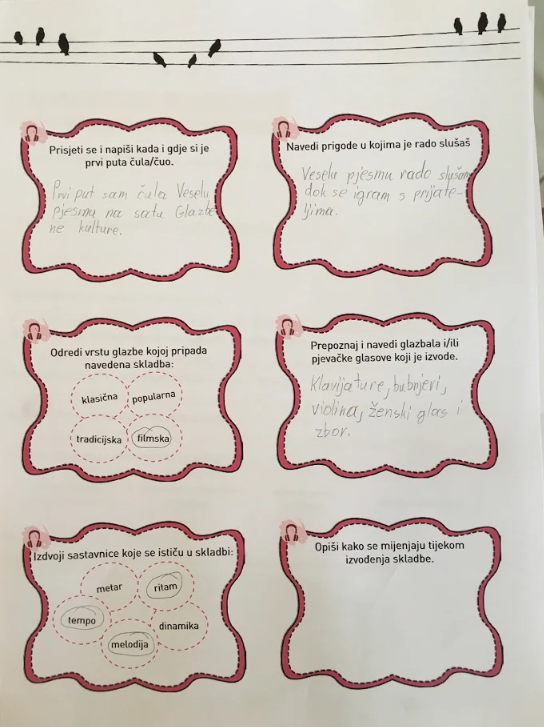 Prisjeti se i napiši kada i gdje si je
prvi puta čula/čuo.
Prvi put sam čula Veselu
pjesmu na satu Glazbe
ne kulture.
Navedi prigode u kojima je rado slušaš
Veselu pjesmu rado slušam
dok se igram s prijate-
ljima.
Odredi vrstu glazbe kojoj pripada
navedena skladba:
klasična
popularna
tradicijska
filmska
Prepoznaj i navedi glazbala i/ili
pjevačke glasove koji je izvode.
Klavijature, bubnjevi,
violina, ženski glas i
zbor.
Izdvoji sastavnice koje se ističu u skladbi:
metar
ritam
tempo
dinamika
melodija
Opiši kako se mijenjaju tijekom
izvođenja skladbe.